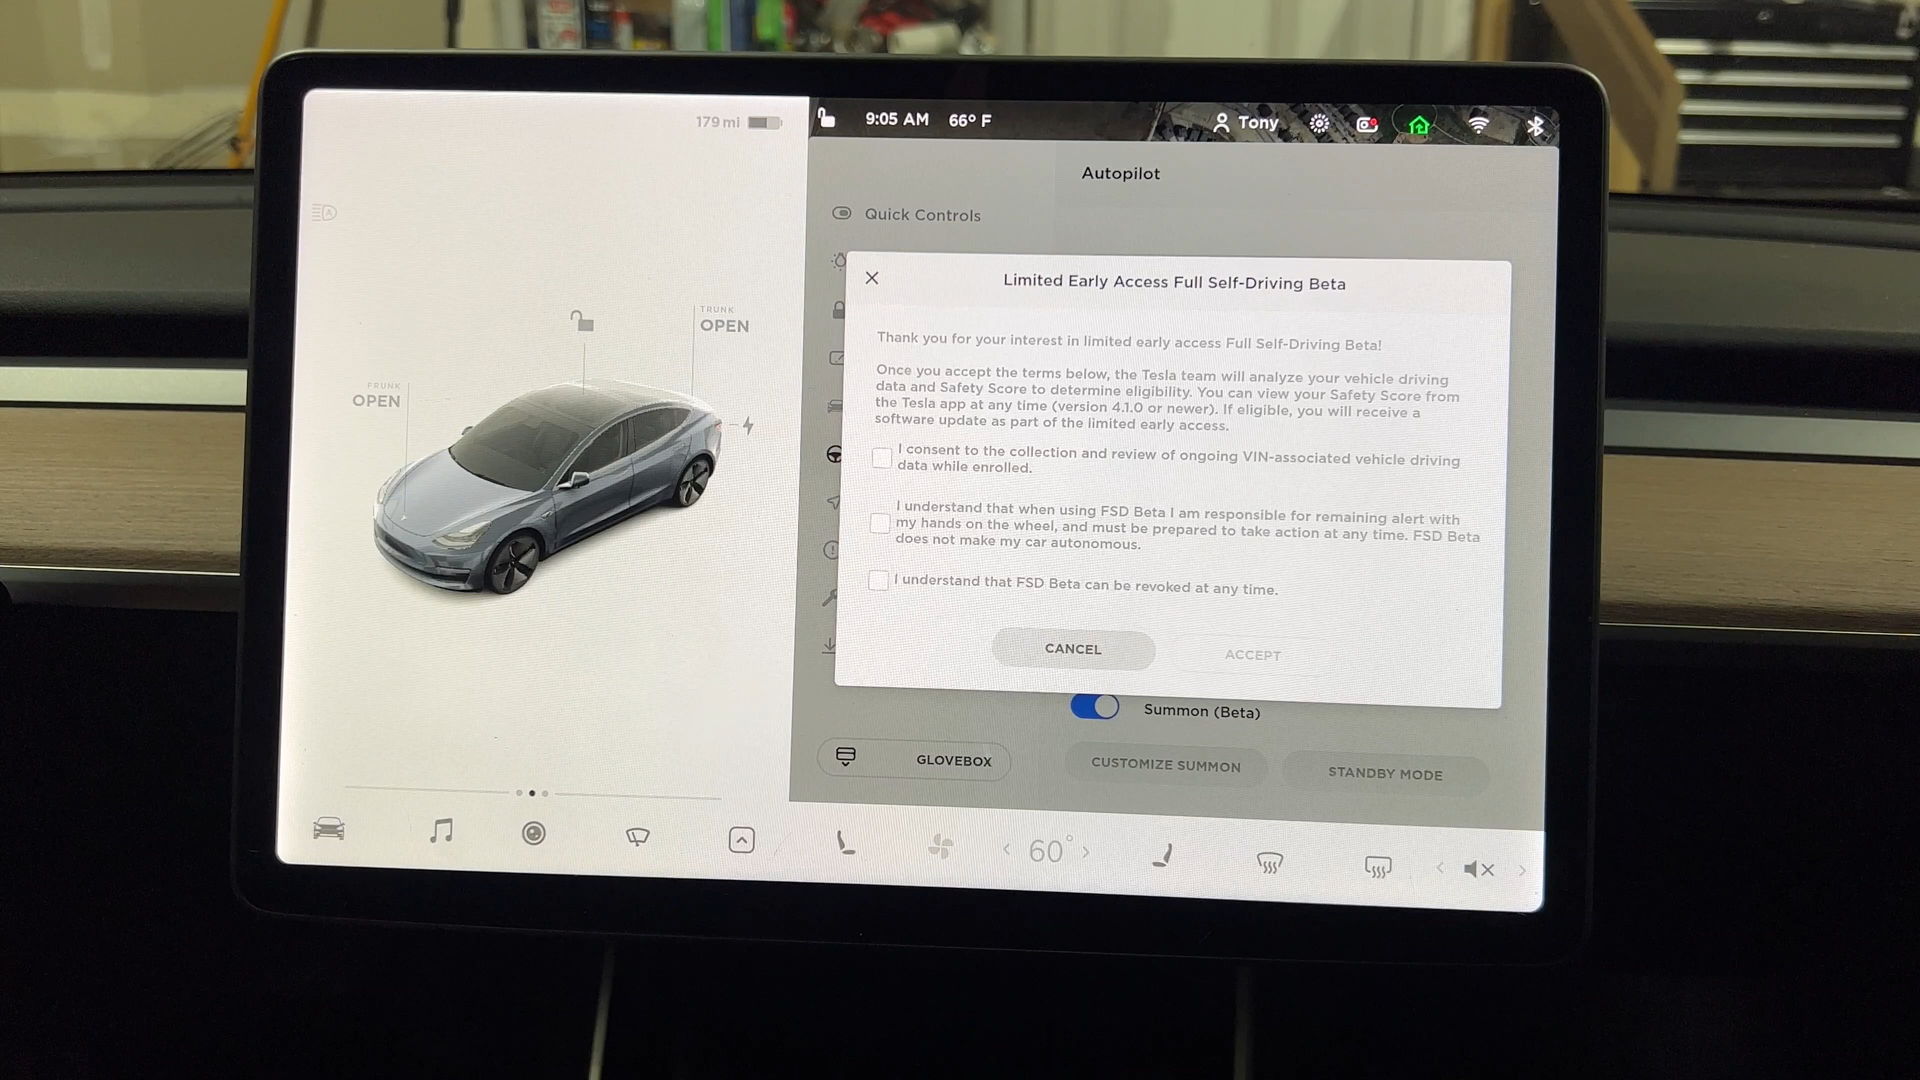 179 mi
9:05 AM 66° F
Tony
Autopilot
Quick Controls
Limited Early Access Full Self-Driving Beta
Thank you for your interest in limited early access Full Self-Driving Beta!
Once you accept the terms below, the Tesla team will analyze your vehicle driving
data and Safety Score to determine eligibility. You can view your Safety Score from
the Tesla app at any time (version 4.1.0 or newer). If eligible, you will receive a
software update as part of the limited early access.
I consent to the collection and review of ongoing VIN-associated vehicle driving
data while enrolled.
I understand that when using FSD Beta I am responsible for remaining alert with
my hands on the wheel, and must be prepared to take action at any time. FSD Beta
does not make my car autonomous.
I understand that FSD Beta can be revoked at any time.
CANCEL ACCEPT
TRUNK
OPEN
FRUNK
OPEN
Summon (Beta)
GLOVEBOX
CUSTOMIZE SUMMON
STANDBY MODE
60°